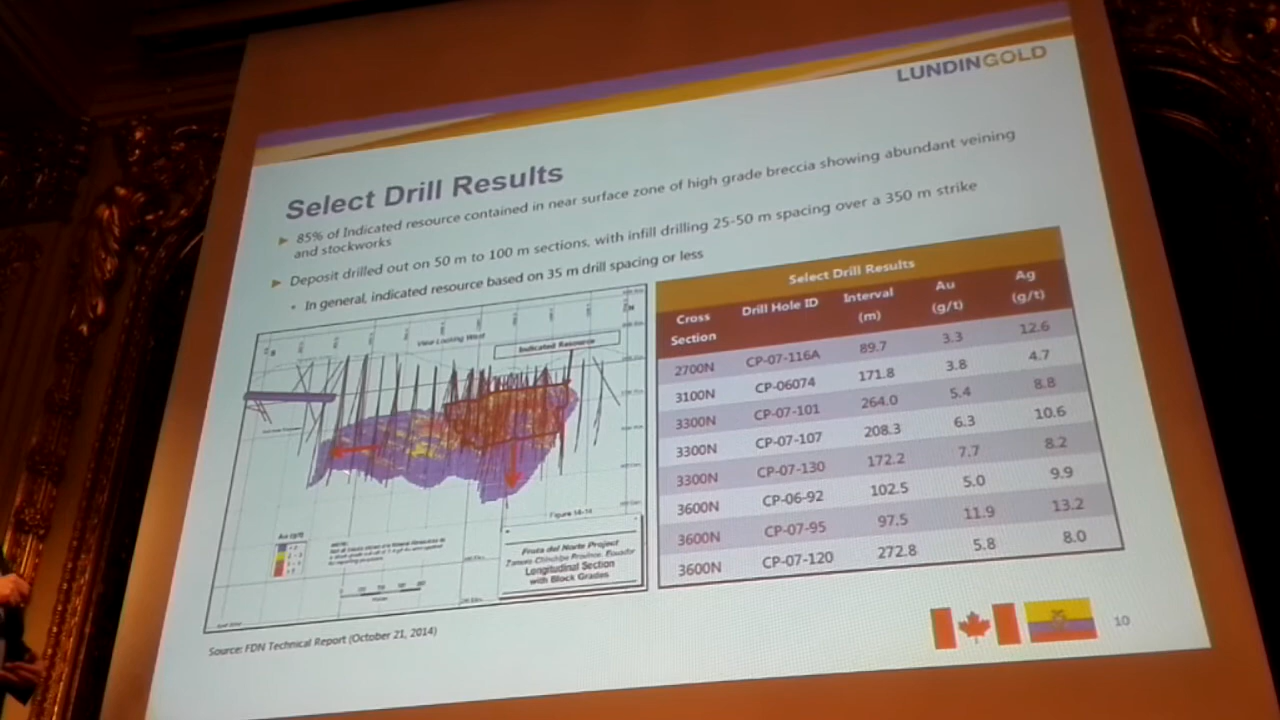 LUNDINGOLD
Select Drill Results
85% of Indicated resource contained in near surface zone of high grade breccia showing abundant veining
and stockworks
Deposit drilled out on 50 m to 100 m sections, with infill drilling 25-50 m spacing over a 350 m strike
• In general, indicated resource based on 35 m drill spacing or less
View Looking West
Indicated Resource
Au (g/t)
Figure 14-14
Fruta del Norte Project
Zamora-Chinchipe Province, Ecuador
Longitudinal Section
with Block Grades
Source: FDN Technical Report (October 21, 2014)
Select Drill Results
Cross Section Drill Hole ID Interval (m) Au (g/t) Ag (g/t)
2700N CP-07-116A 89.7 3.3 12.6
3100N CP-06074 171.8 3.8 4.7
3300N CP-07-101 264.0 5.4 8.8
3300N CP-07-107 208.3 6.3 10.6
3300N CP-07-130 172.2 7.7 8.2
3600N CP-06-92 102.5 5.0 9.9
3600N CP-07-95 97.5 11.9 13.2
3600N CP-07-120 272.8 5.8 8.0
10